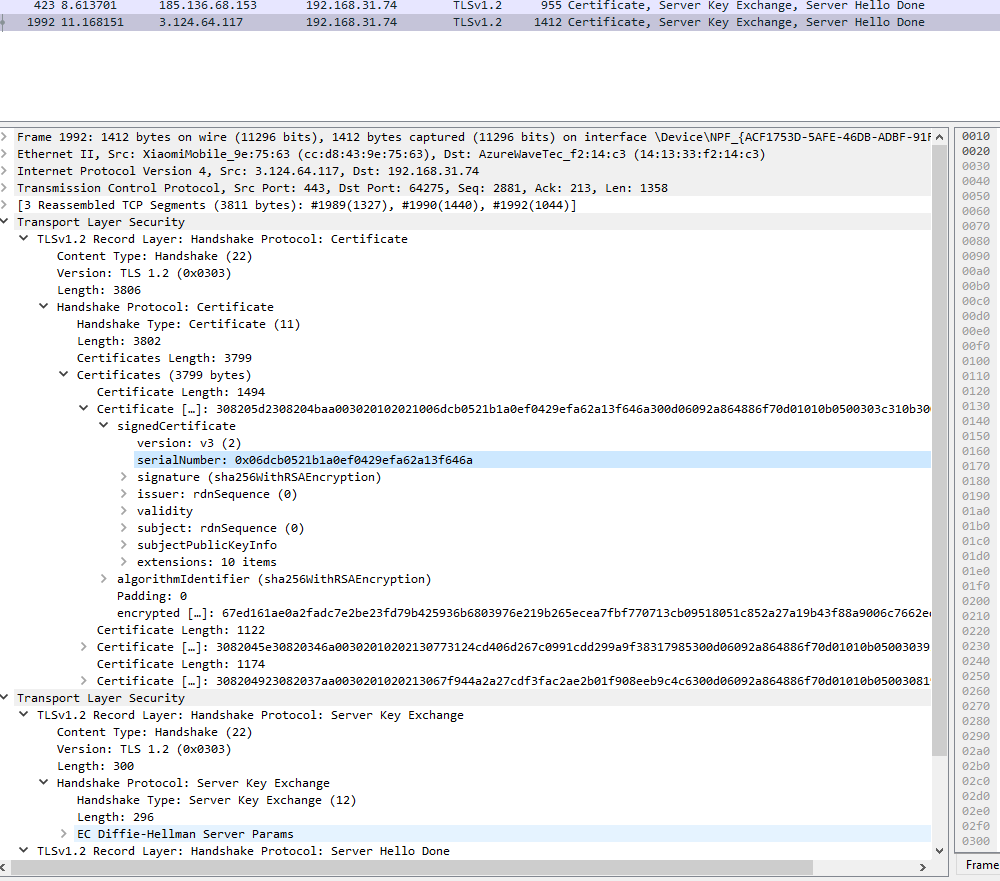 423 8.613701 185.136.68.153 192.168.31.74 TLSv1.2 955 Certificate, Server Key Exchange, Server Hello Done
1992 11.168151 3.124.64.117 192.168.31.74 TLSv1.2 1412 Certificate, Server Key Exchange, Server Hello Done
Frame 1992: 1412 bytes on wire (11296 bits), 1412 bytes captured (11296 bits) on interface \Device\NPF_{ACF1753D-5AFE-46DB-ADBF-91F
Ethernet II, Src: XiaomiMobile_9e:75:63 (cc:d8:43:9e:75:63), Dst: AzureWaveTec_f2:14:c3 (14:13:33:f2:14:c3)
Internet Protocol Version 4, Src: 3.124.64.117, Dst: 192.168.31.74
Transmission Control Protocol, Src Port: 443, Dst Port: 64275, Seq: 2881, Ack: 213, Len: 1358
[3 Reassembled TCP Segments (3811 bytes): #1989(1327), #1990(1440), #1992(1044)]
Transport Layer Security
TLSv1.2 Record Layer: Handshake Protocol: Certificate
Content Type: Handshake (22)
Version: TLS 1.2 (0x0303)
Length: 3806
Handshake Protocol: Certificate
Handshake Type: Certificate (11)
Length: 3802
Certificates Length: 3799
Certificates (3799 bytes)
Certificate Length: 1494
Certificate […]: 308205d2308204baa003020102021006dcb0521b1a0ef0429efa62a13f646a300d06092a864886f70d01010b0500303c310b300
signedCertificate
version: v3 (2)
serialNumber: 0x06dcb0521b1a0ef0429efa62a13f646a
signature (sha256WithRSAEncryption)
issuer: rdnSequence (0)
validity
subject: rdnSequence (0)
subjectPublicKeyInfo
extensions: 10 items
algorithmIdentifier (sha256WithRSAEncryption)
Padding: 0
encrypted […]: 67ed161ae0a2fadc7e2be23fd79b425936b6803976e219b265ecea7fbf770713cb09518051c852a27a19b43f88a9006c7662e
Certificate Length: 1122
Certificate […]: 3082045e30820346a00302010202130773124cd406d267c0991cdd299a9f38317985300d06092a864886f70d01010b05003039
Certificate Length: 1174
Certificate […]: 308204923082037aa0030201020213067f944a2a27cdf3fac2ae2b01f908eeb9c4c6300d06092a864886f70d01010b05003081
Transport Layer Security
TLSv1.2 Record Layer: Handshake Protocol: Server Key Exchange
Content Type: Handshake (22)
Version: TLS 1.2 (0x0303)
Length: 300
Handshake Protocol: Server Key Exchange
Handshake Type: Server Key Exchange (12)
Length: 296
EC Diffie-Hellman Server Params
TLSv1.2 Record Layer: Handshake Protocol: Server Hello Done
0010
0020
0030
0040
0050
0060
0070
0080
0090
00a0
00b0
00c0
00d0
00e0
00f0
0100
0110
0120
0130
0140
0150
0160
0170
0180
0190
01a0
01b0
01c0
01d0
01e0
01f0
0200
0210
0220
0230
0240
0250
0260
0270
0280
0290
02a0
02b0
02c0
02d0
02e0
02f0
0300
Frame